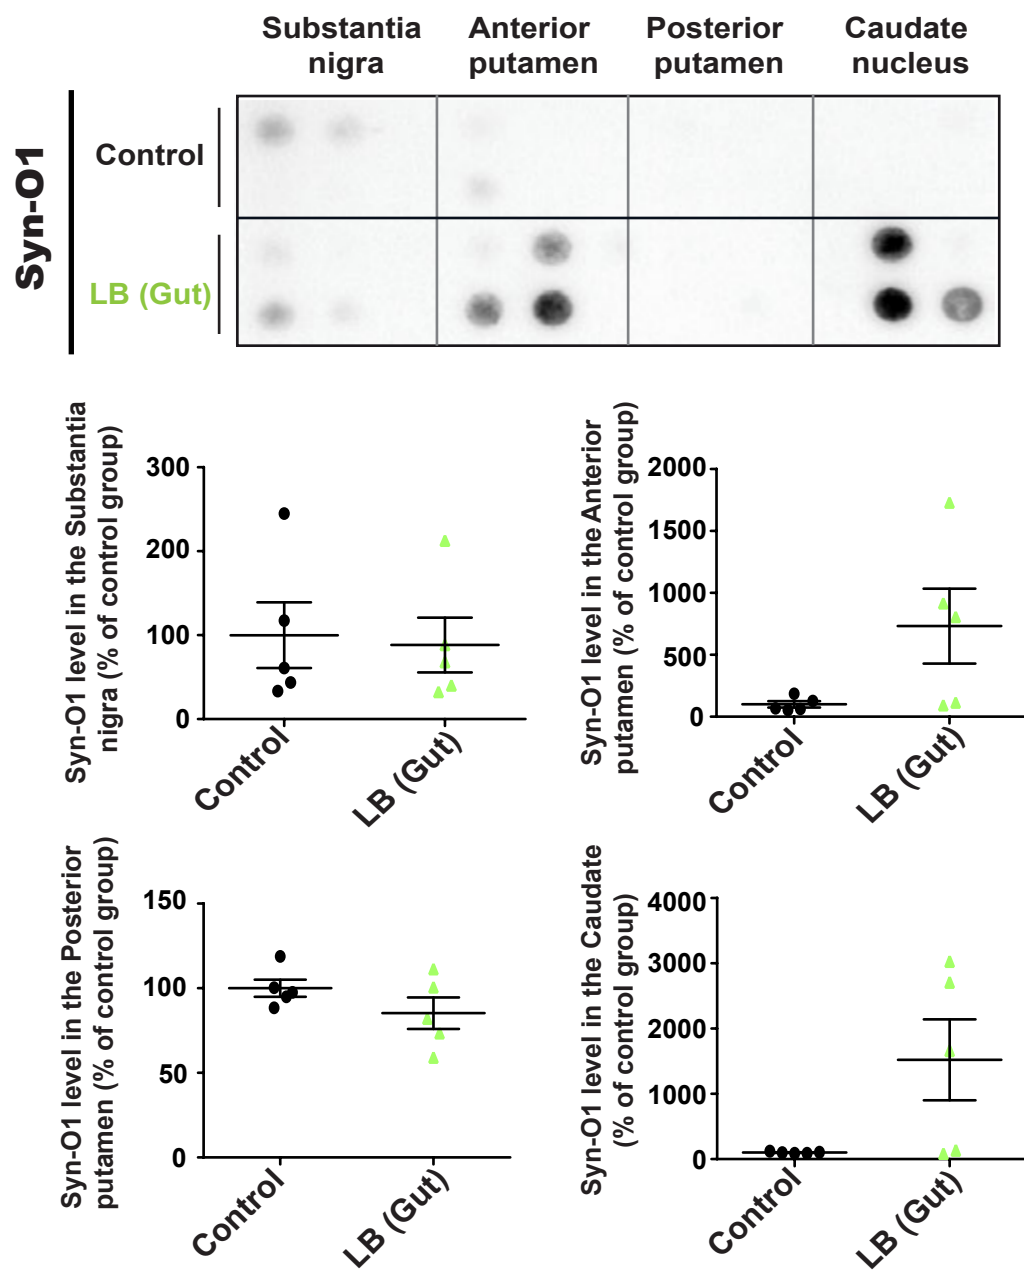 Substantia
nigra
Anterior
putamen
Posterior
putamen
Caudate
nucleus
Syn-O1
Control
LB (Gut)
Syn-O1 level in the Substantia
nigra (% of control group)
300
200
100
0
Control
LB (Gut)
Syn-O1 level in the Anterior
putamen (% of control group)
2000
1500
1000
500
0
Control
LB (Gut)
Syn-O1 level in the Posterior
putamen (% of control group)
150
100
50
0
Control
LB (Gut)
Syn-O1 level in the Caudate
(% of control group)
4000
3000
2000
1000
0
Control
LB (Gut)